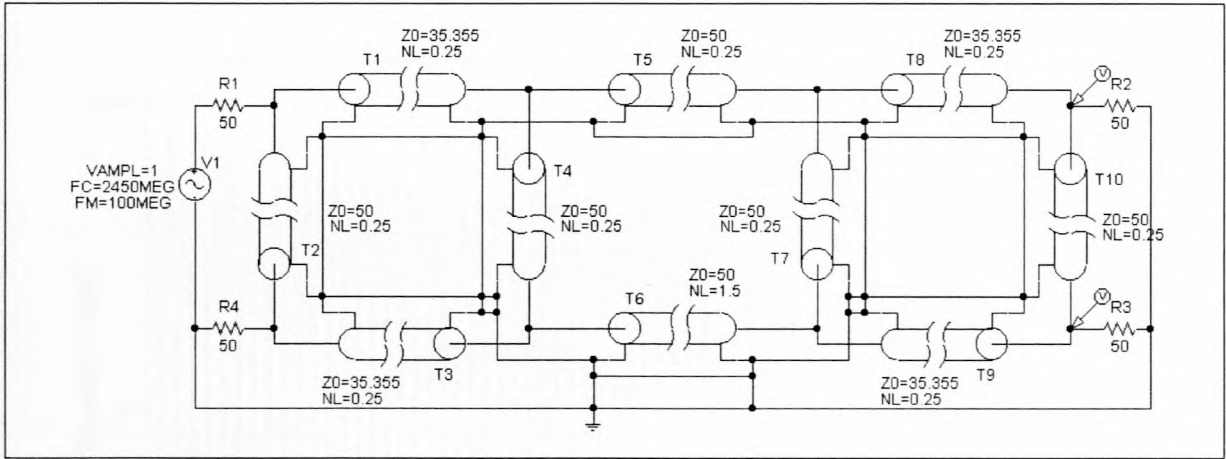 Z0=35.355
NL=0.25
T1
Z0=50
NL=0.25
T5
Z0=35.355
NL=0.25
T8
R1
50
V
R2
50
VAMPL=1
FC=2450MEG
FM=100MEG
V1
T4
T10
Z0=50
NL=0.25
T2
Z0=50
NL=0.25
Z0=50
NL=0.25
T7
Z0=50
NL=0.25
R4
50
Z0=50
NL=1.5
T6
V
R3
50
T3
Z0=35.355
NL=0.25
T9
Z0=35.355
NL=0.25